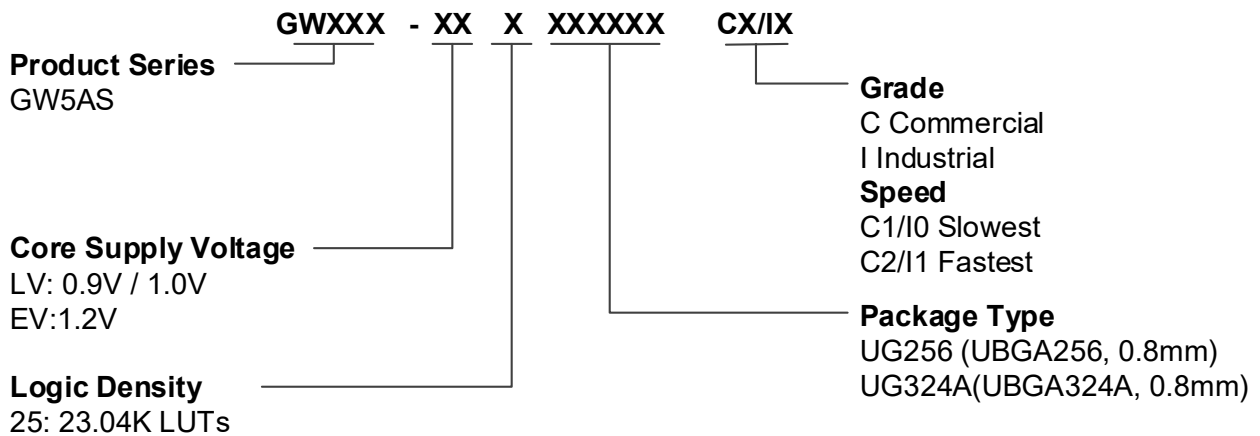 GWXXX - XX X XXXXXX CX/IX
Product Series
GW5AS
Core Supply Voltage
LV: 0.9V / 1.0V
EV:1.2V
Logic Density
25: 23.04K LUTs
Grade
C Commercial
I Industrial
Speed
C1/I0 Slowest
C2/I1 Fastest
Package Type
UG256 (UBGA256, 0.8mm)
UG324A(UBGA324A, 0.8mm)